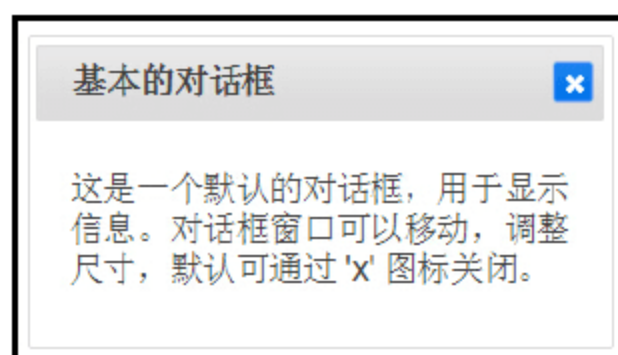 基本的对话框
这是一个默认的对话框，用于显示
信息。对话框窗口可以移动，调整
尺寸，默认可通过 'x' 图标关闭。